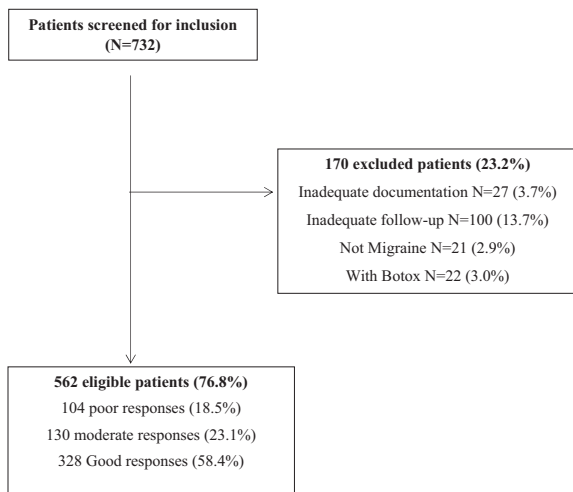 Patients screened for inclusion
(N=732)
170 excluded patients (23.2%)
Inadequate documentation N=27 (3.7%)
Inadequate follow-up N=100 (13.7%)
Not Migraine N=21 (2.9%)
With Botox N=22 (3.0%)
562 eligible patients (76.8%)
104 poor responses (18.5%)
130 moderate responses (23.1%)
328 Good responses (58.4%)